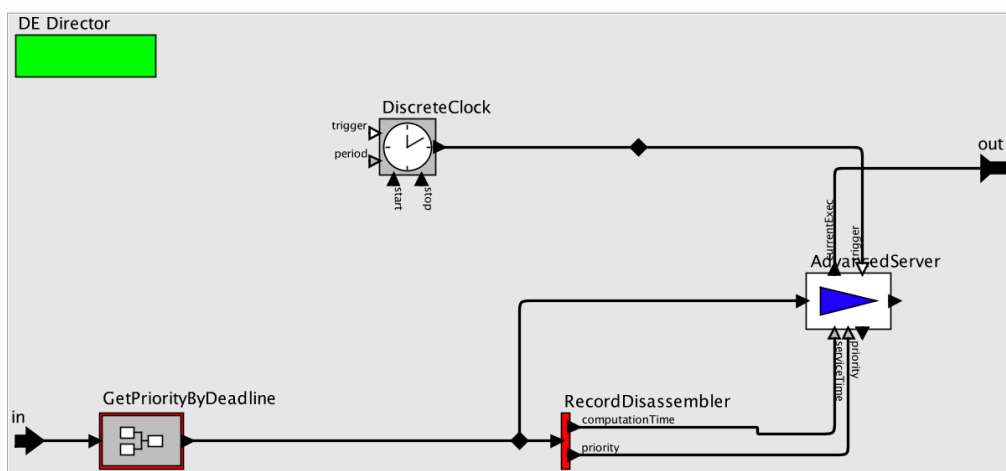 DE Director
DiscreteClock
trigger
period
start
stop
out
currentExec
trigger
AdvancedServer
serviceTime
priority
GetPriorityByDeadline
in
RecordDisassembler
computationTime
priority